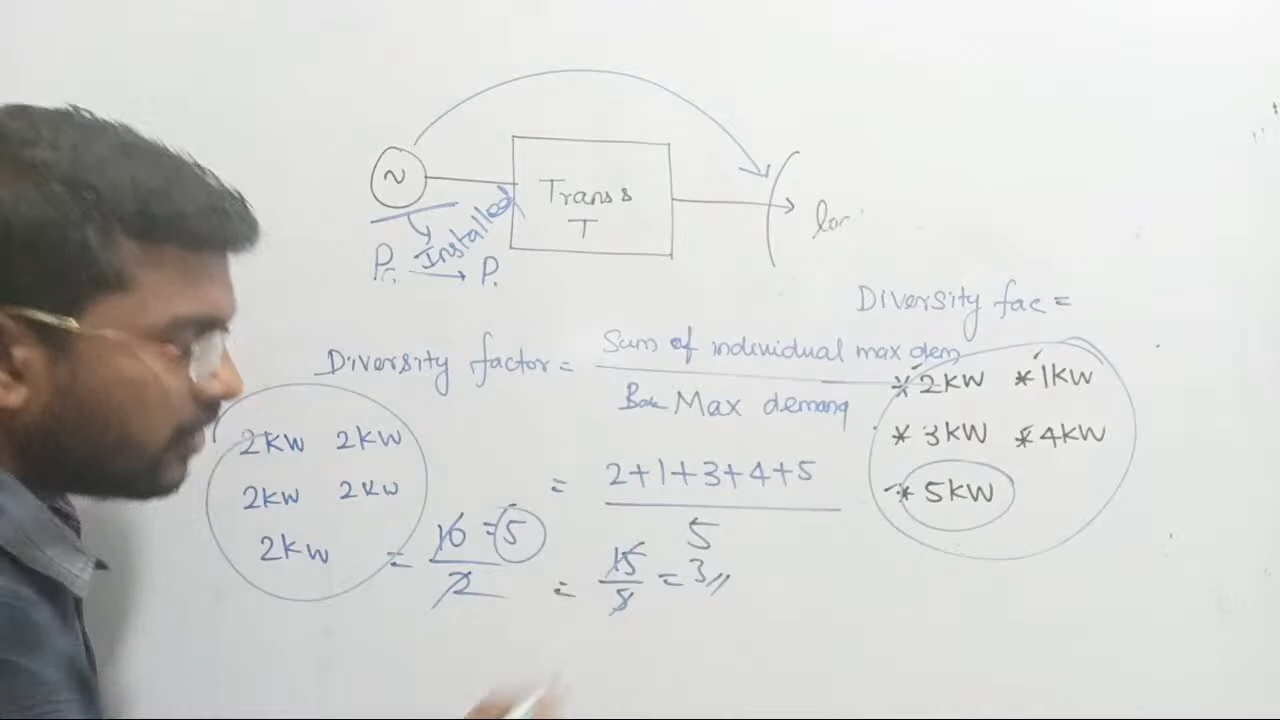 ~
Trans s
T
Installed
P. → P.
Diversity fac =
Diversity factor = Sum of individual max dem
Max demand
* 2KW * 1KW
* 3KW * 4KW
* 5KW
2KW 2KW
2KW 2KW
2KW
= 10 = 5
2
= 2+1+3+4+5
5
= 15 = 3//
5